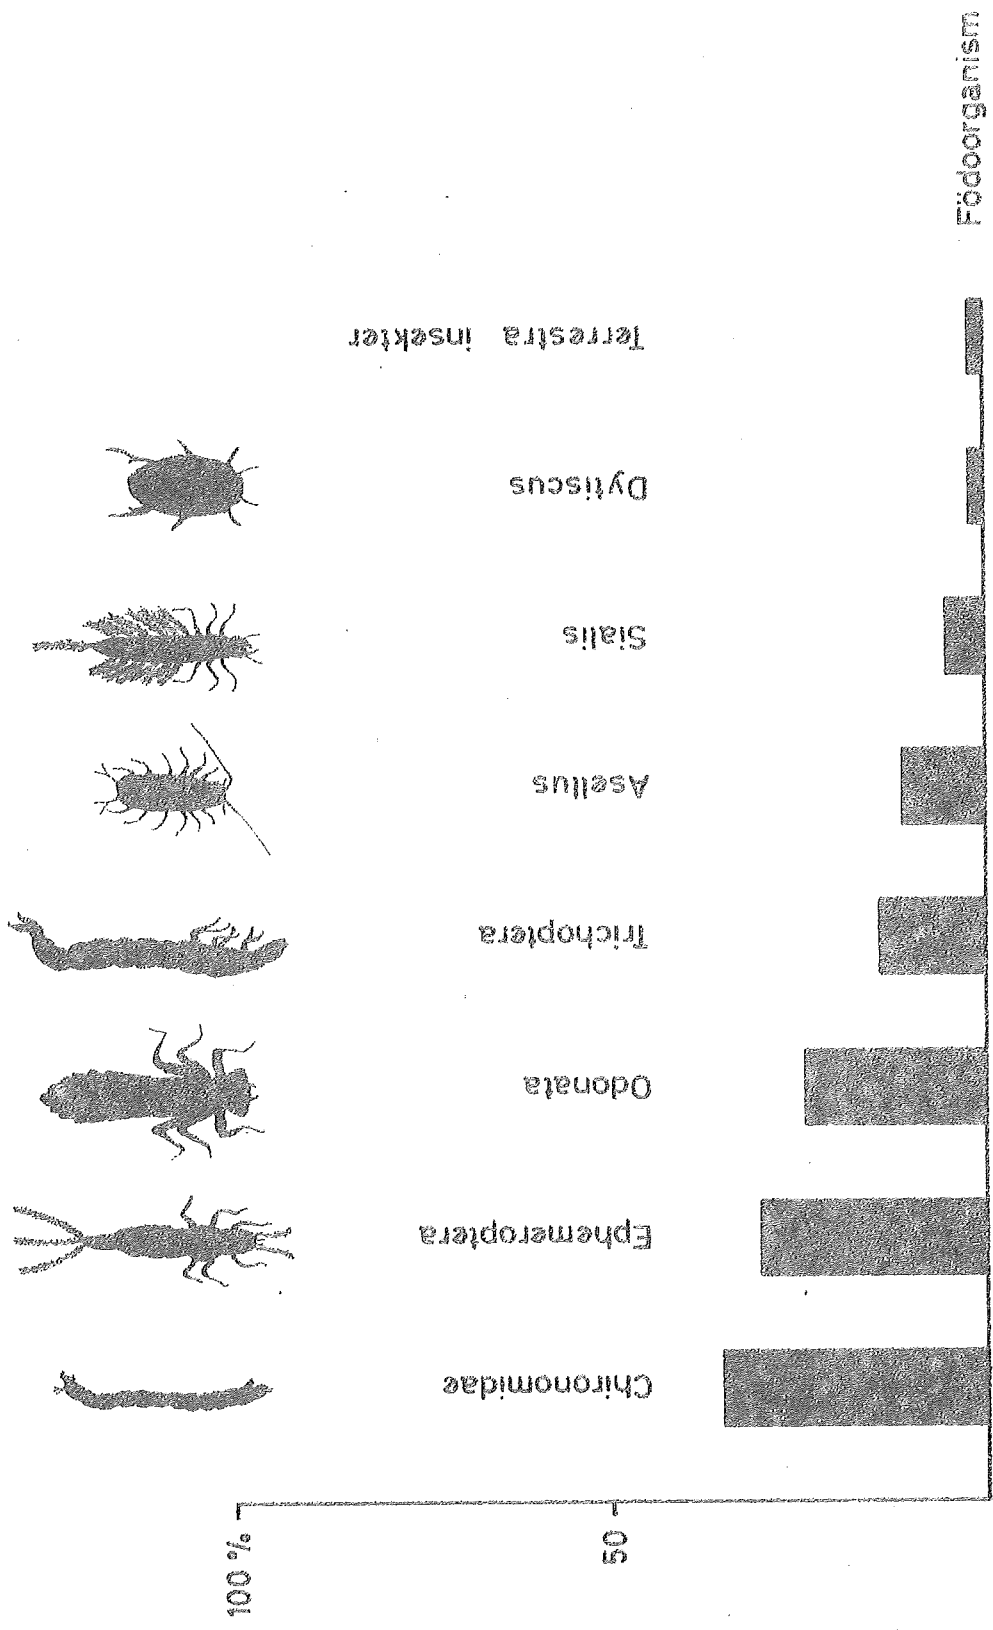 100 %
50
Chironomidae
Ephemeroptera
Odonata
Trichoptera
Asellus
Sialis
Dytiscus
Terrestra insekter
Födoorganism